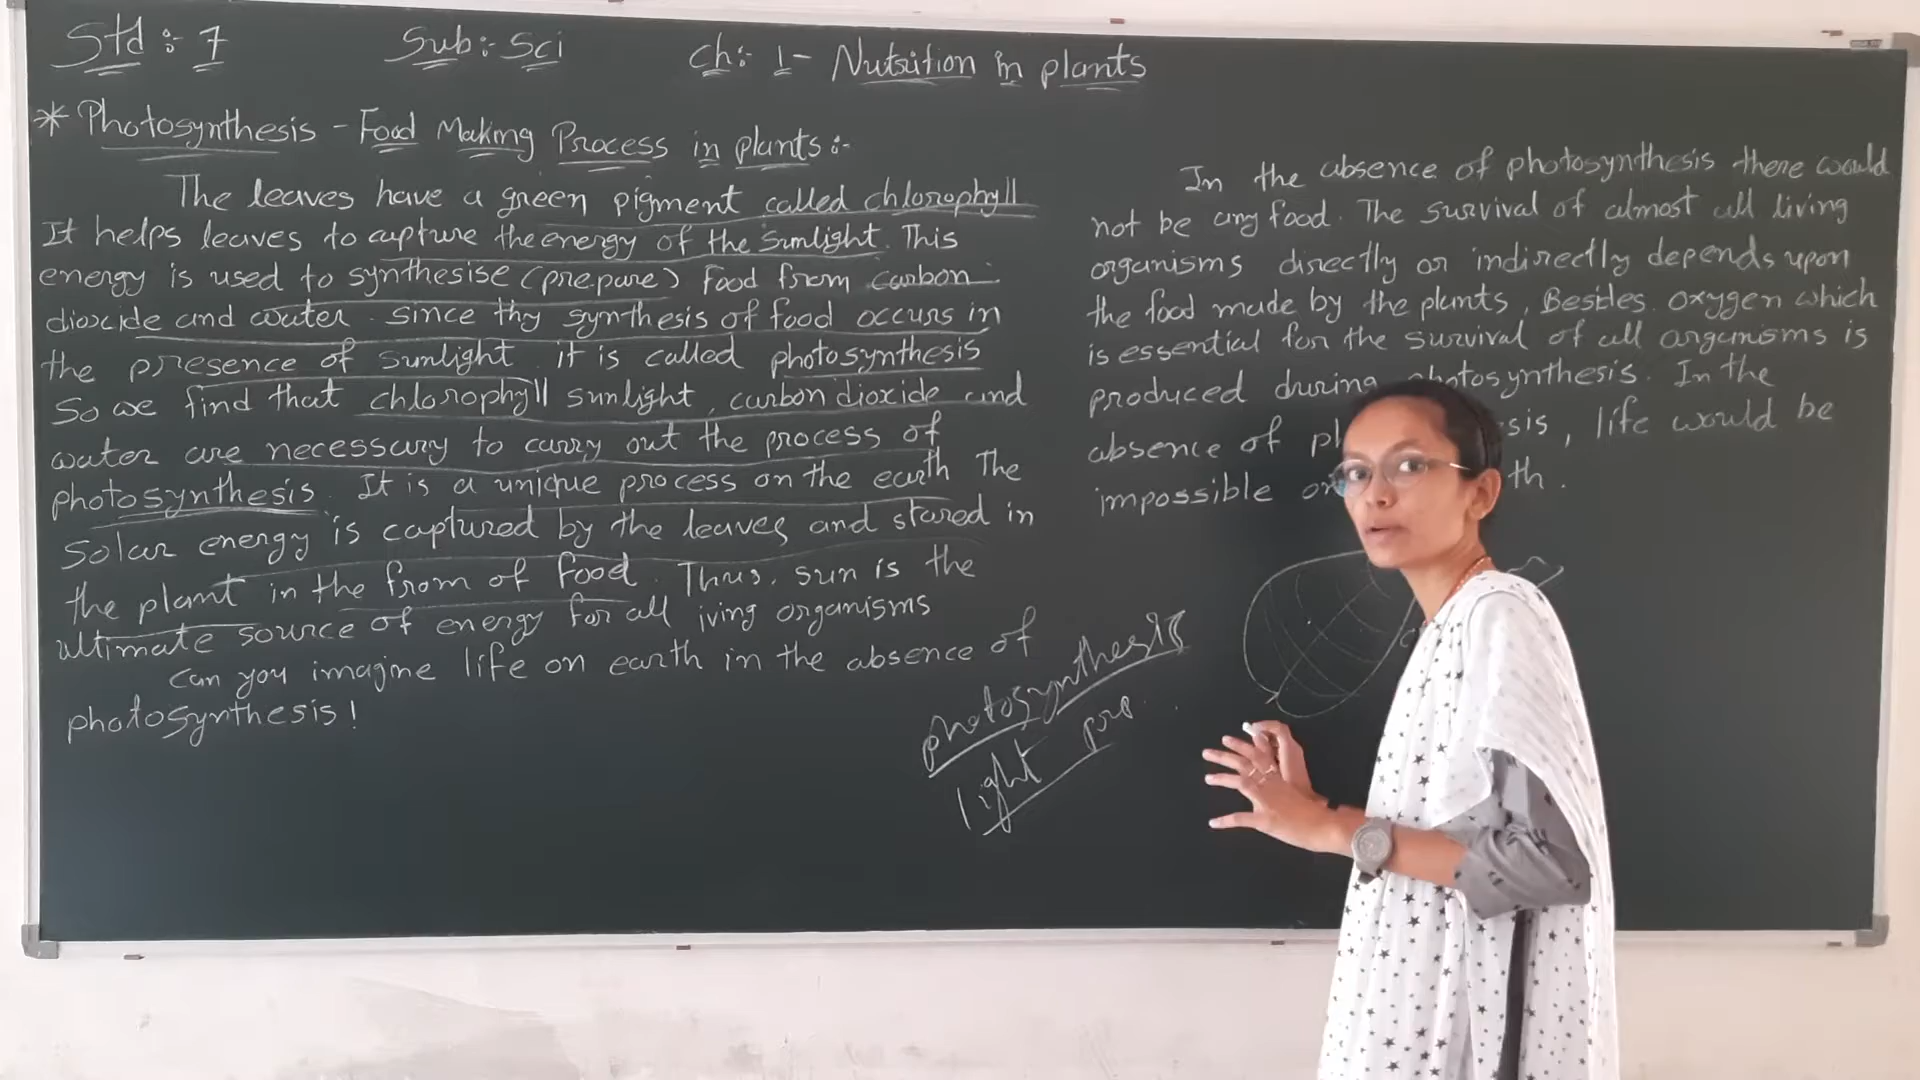 Std :- 7 Sub:- Sci Ch:- 1- Nutrition in plants
* Photosynthesis - Food Making Process in plants :-
The leaves have a green pigment called chlorophyll
It helps leaves to capture the energy of the sunlight. This
energy is used to synthesise (prepare) food from carbon
dioxcide and water. since thy synthesis of food occurs in
the presence of sunlight it is called photosynthesis
So we find that chlorophyll sunlight, carbon dioxide and
water are necessary to carry out the process of
photosynthesis. It is a unique process on the earth The
solar energy is captured by the leaves and stared in
the plant in the from of food. Thus, sun is the
ultimate source of energy for all iving organisms
can you imagine life on earth in the absence of
photosynthesis!
In the absence of photosynthesis there would
not be any food. The survival of almost all living
organisms directly or indirectly depends upon
the food made by the plants, Besides oxygen which
is essential for the survival of all organisms is
produced during photosynthesis. In the
absence of sis, life would be
impossible th.
photosynthesis
light pro